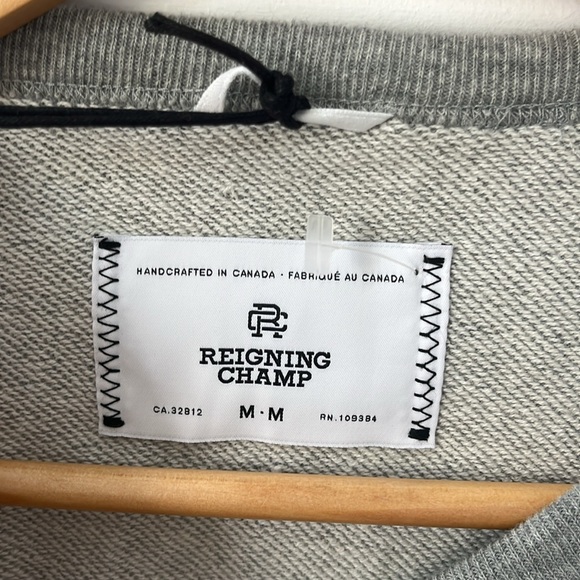 HANDCRAFTED IN CANADA · FABRIQUÉ AU CANADA
RC
REIGNING
CHAMP
CA.32812 M·M RN.109384